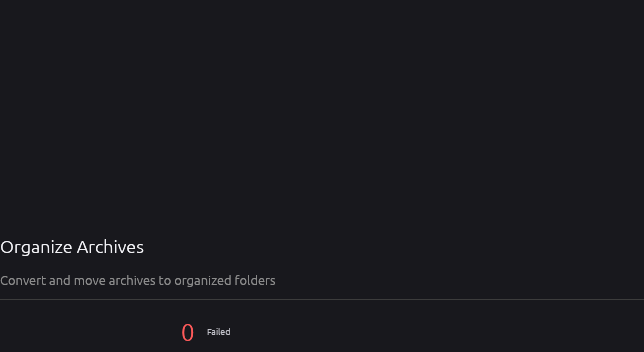 Organize Archives
Convert and move archives to organized folders
0 Failed